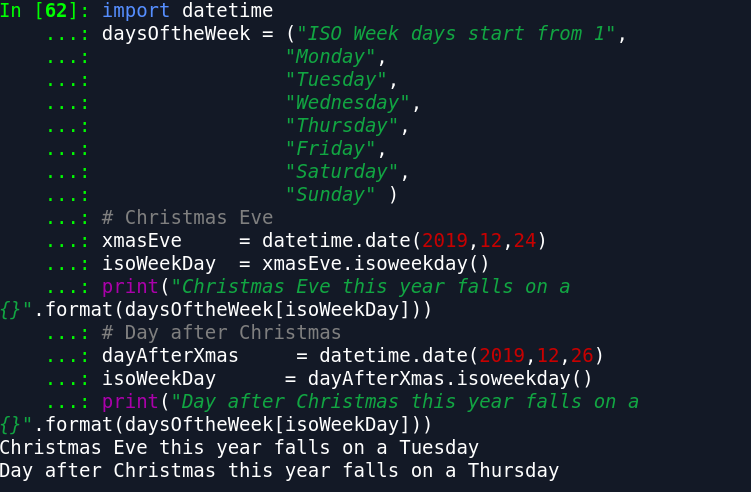 In [62]: import datetime
    ...: daysOftheWeek = ("ISO Week days start from 1",
    ...:                  "Monday",
    ...:                  "Tuesday",
    ...:                  "Wednesday",
    ...:                  "Thursday",
    ...:                  "Friday",
    ...:                  "Saturday",
    ...:                  "Sunday" )
    ...: # Christmas Eve
    ...: xmasEve     = datetime.date(2019,12,24)
    ...: isoWeekDay  = xmasEve.isoweekday()
    ...: print("Christmas Eve this year falls on a
{}".format(daysOftheWeek[isoWeekDay]))
    ...: # Day after Christmas
    ...: dayAfterXmas     = datetime.date(2019,12,26)
    ...: isoWeekDay      = dayAfterXmas.isoweekday()
    ...: print("Day after Christmas this year falls on a
{}".format(daysOftheWeek[isoWeekDay]))
Christmas Eve this year falls on a Tuesday
Day after Christmas this year falls on a Thursday